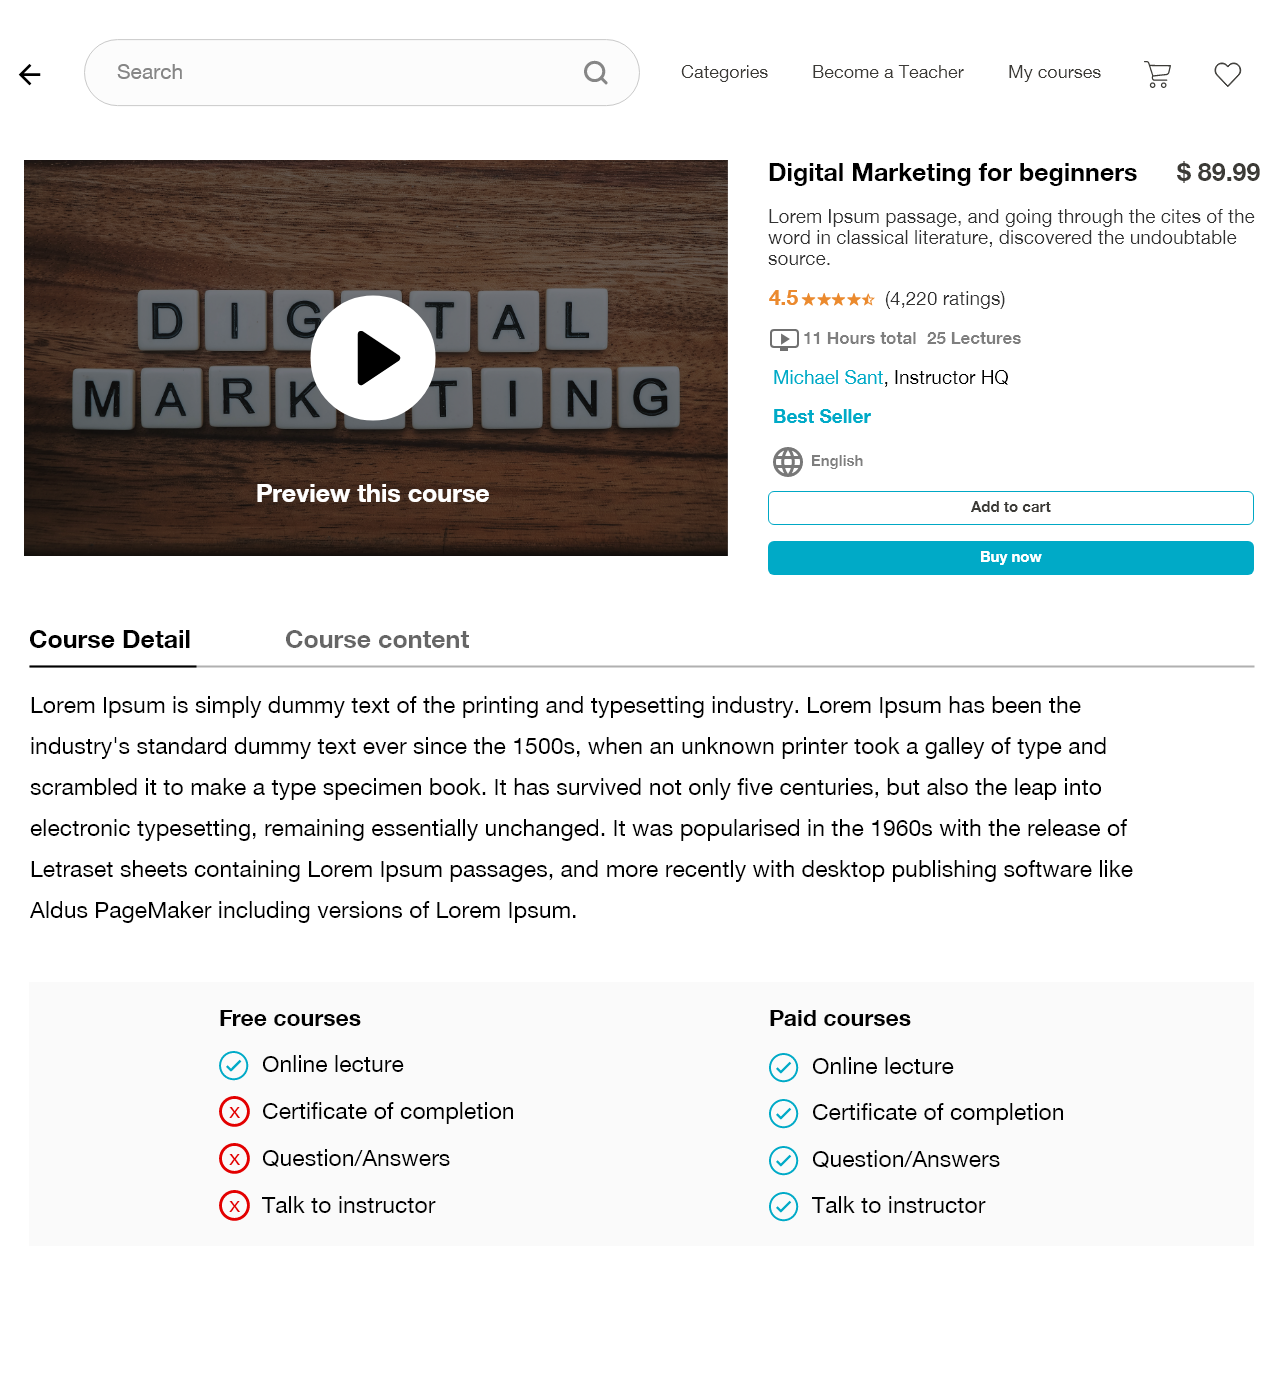 Search
Categories
Become a Teacher
My courses
DIGITAL
MARKETING
Preview this course
Digital Marketing for beginners
$ 89.99
Lorem Ipsum passage, and going through the cites of the
word in classical literature, discovered the undoubtable
source.
4.5 (4,220 ratings)
11 Hours total 25 Lectures
Michael Sant, Instructor HQ
Best Seller
English
Add to cart
Buy now
Course Detail
Course content
Lorem Ipsum is simply dummy text of the printing and typesetting industry. Lorem Ipsum has been the
industry's standard dummy text ever since the 1500s, when an unknown printer took a galley of type and
scrambled it to make a type specimen book. It has survived not only five centuries, but also the leap into
electronic typesetting, remaining essentially unchanged. It was popularised in the 1960s with the release of
Letraset sheets containing Lorem Ipsum passages, and more recently with desktop publishing software like
Aldus PageMaker including versions of Lorem Ipsum.
Free courses
Online lecture
X Certificate of completion
X Question/Answers
X Talk to instructor
Paid courses
Online lecture
Certificate of completion
Question/Answers
Talk to instructor